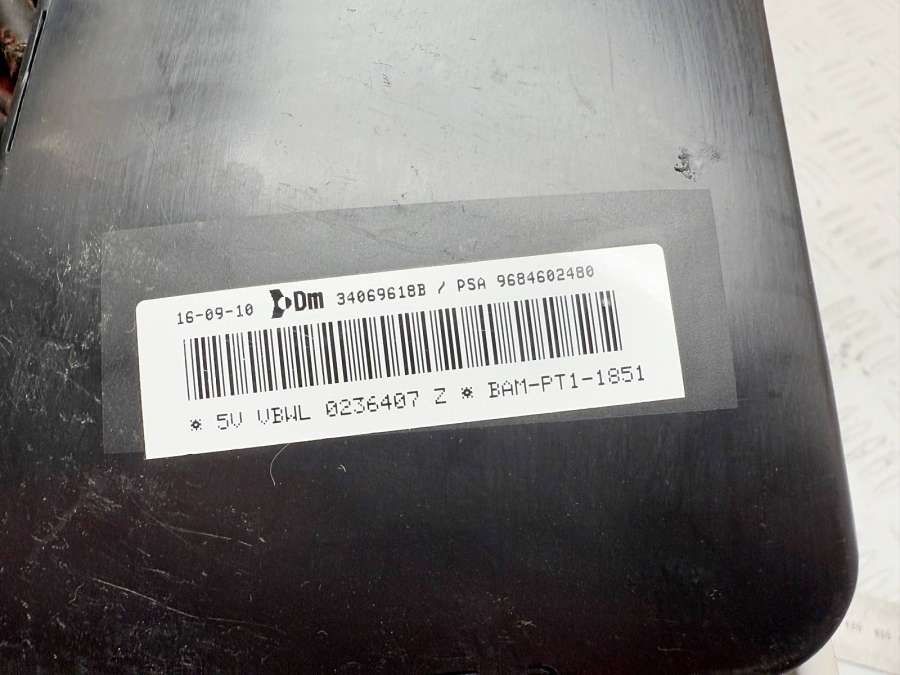 16-09-10 Dm 34069618B / PSA 9684602480
* 5V VBWL 0236407 Z * BAM-PT1-1851